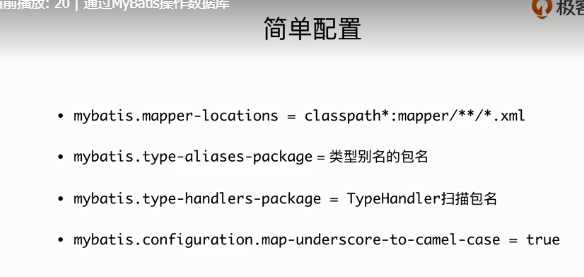 前播放: 20 | 通过MyBatis操作数据库
极客
简单配置
• mybatis.mapper-locations = classpath*:mapper/**/*.xml
• mybatis.type-aliases-package = 类型别名的包名
• mybatis.type-handlers-package = TypeHandler扫描包名
• mybatis.configuration.map-underscore-to-camel-case = true